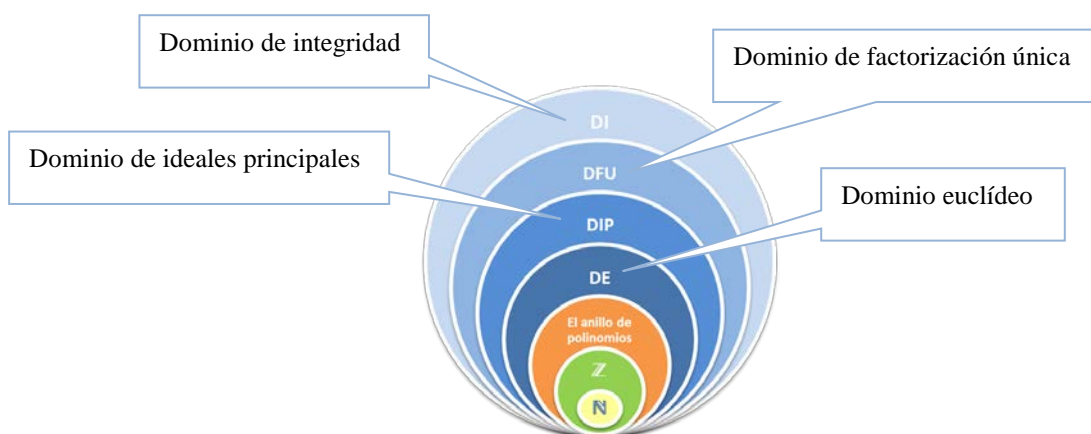 Dominio de integridad
Dominio de factorización única
DI
Dominio de ideales principales
DFU
Dominio euclídeo
DIP
DE
El anillo de
polinomios
ℤ
ℕ